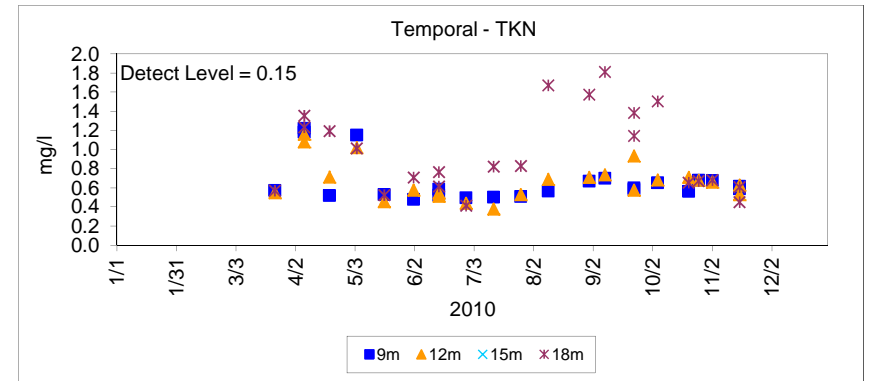 Temporal - TKN
Detect Level = 0.15
mg/l
2.0
1.8
1.6
1.4
1.2
1.0
0.8
0.6
0.4
0.2
0.0
1/1 1/31 3/3 4/2 5/3 6/2 7/3 8/2 9/2 10/2 11/2 12/2
2010
9m 12m 15m 18m